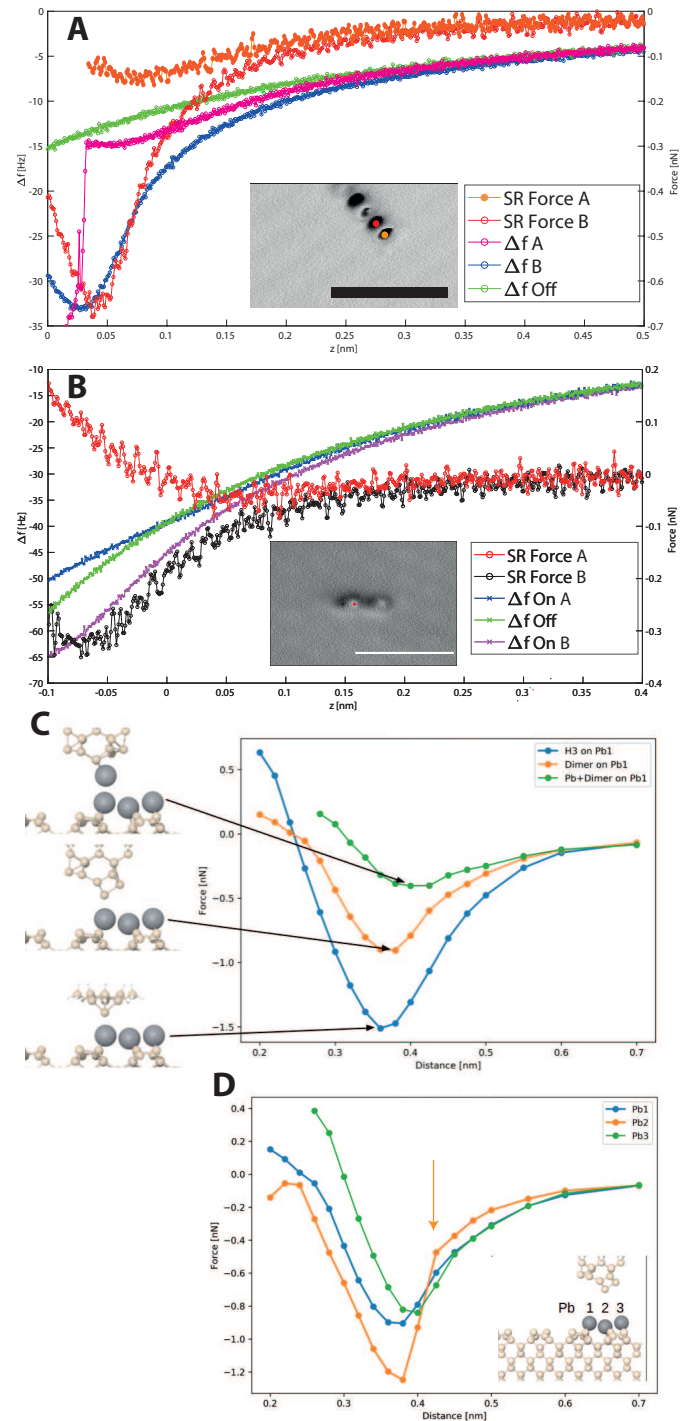 A
0
-5
-10
-15
-20
-25
-30
-35
Δf [Hz]
0
-0.1
-0.2
-0.3
-0.4
-0.5
-0.6
-0.7
Force [nN]
0 0.05 0.1 0.15 0.2 0.25 0.3 0.35 0.4 0.45 0.5
z [nm]
SR Force A
SR Force B
Δf A
Δf B
Δf Off
B
-10
-15
-20
-25
-30
-35
-40
-45
-50
-55
-60
-65
-70
Δf [Hz]
0.2
0.1
0
-0.1
-0.2
-0.3
-0.4
Force [nN]
-0.1 -0.05 0 0.05 0.1 0.15 0.2 0.25 0.3 0.35 0.4
z [nm]
SR Force A
SR Force B
Δf On A
Δf Off
Δf On B
C
0.5
0.0
−0.5
−1.0
−1.5
Force [nN]
0.2 0.3 0.4 0.5 0.6 0.7
Distance [nm]
H3 on Pb1
Dimer on Pb1
Pb+Dimer on Pb1
D
0.4
0.2
0.0
−0.2
−0.4
−0.6
−0.8
−1.0
−1.2
Force [nN]
0.2 0.3 0.4 0.5 0.6 0.7
Distance [nm]
Pb1
Pb2
Pb3
Pb 1 2 3